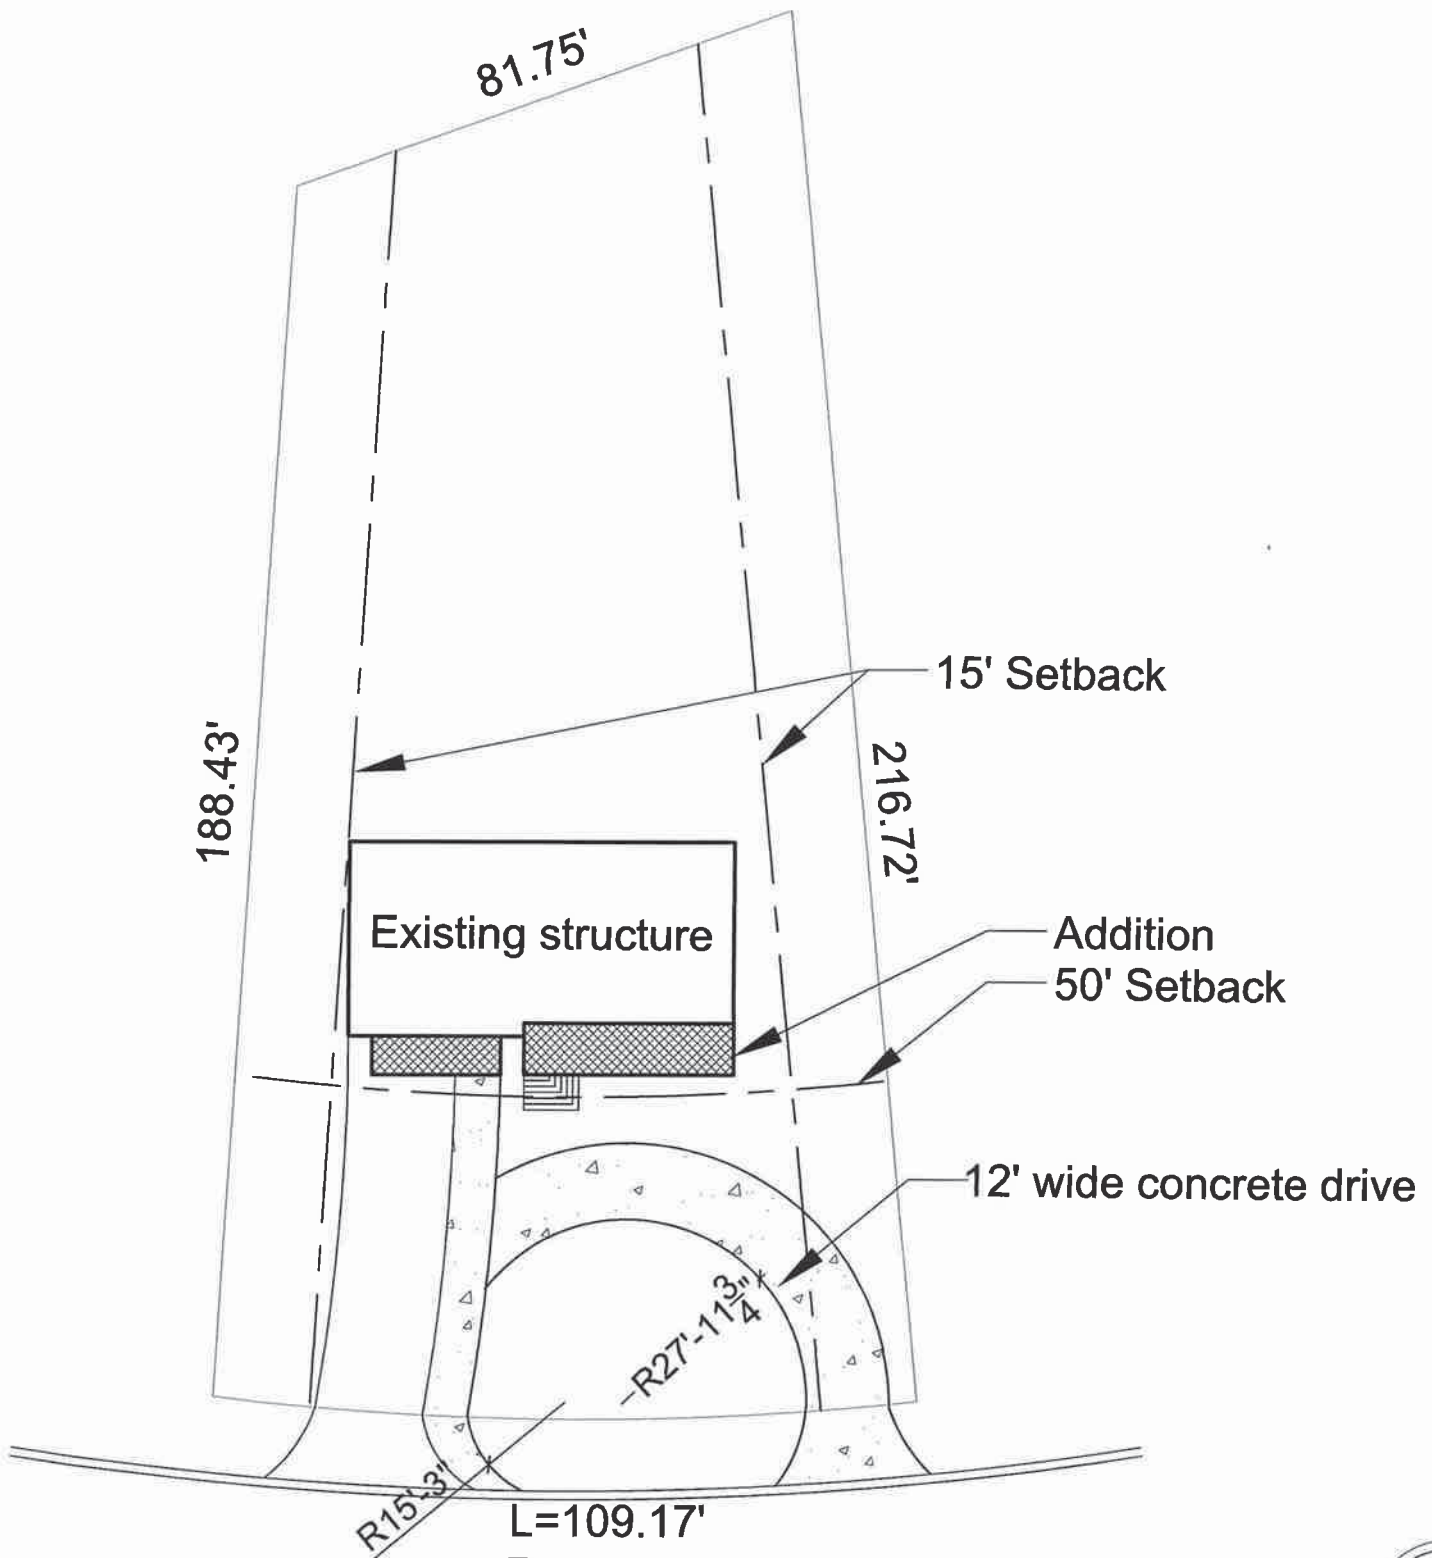 81.75'
15' Setback
188.43'
216.72'
Existing structure
Addition
50' Setback
12' wide concrete drive
R27'-11 3/4"
R15'-3"
L=109.17'